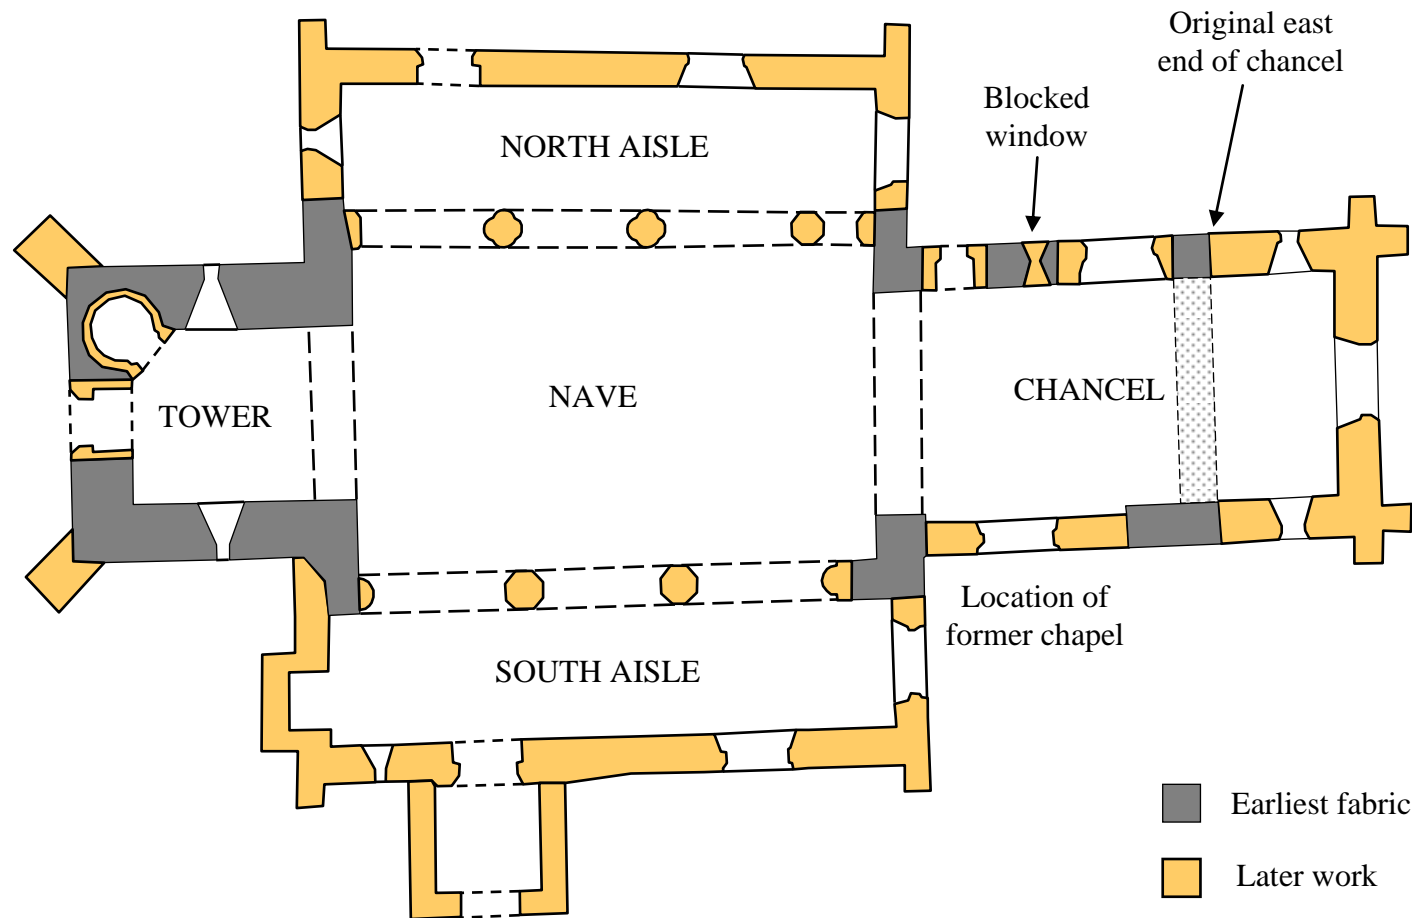 Original east
end of chancel
Blocked
window
NORTH AISLE
NAVE
CHANCEL
TOWER
Location of
former chapel
SOUTH AISLE
Earliest fabric
Later work